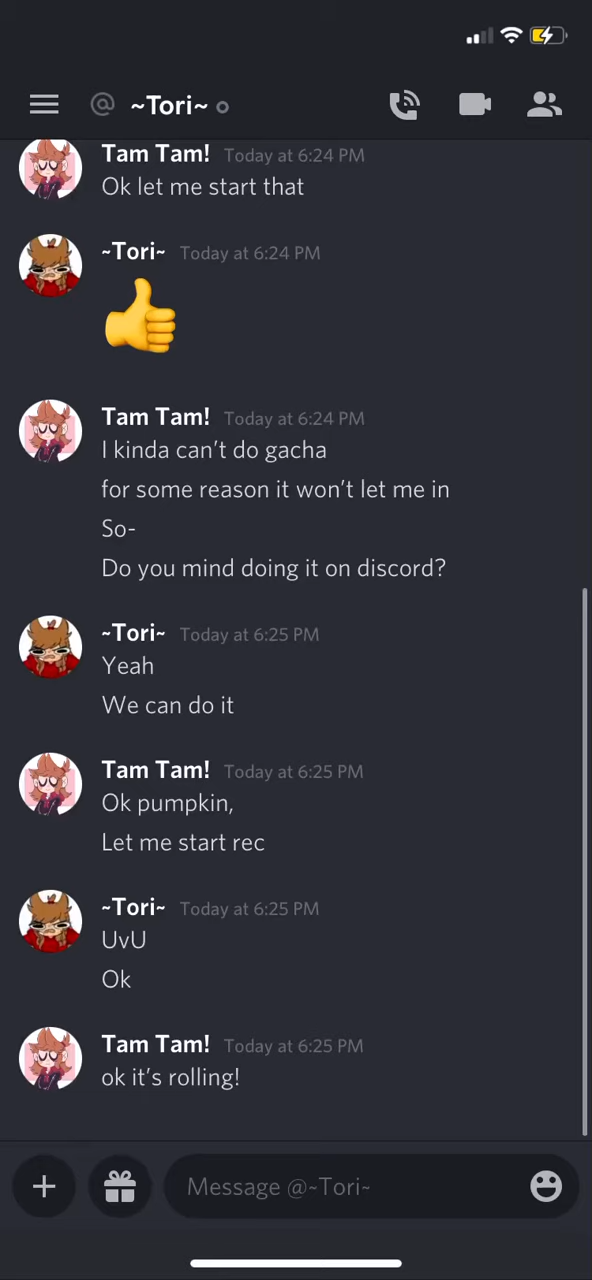 @ ~Tori~
Tam Tam! Today at 6:24 PM
Ok let me start that
~Tori~ Today at 6:24 PM
👍
Tam Tam! Today at 6:24 PM
I kinda can't do gacha
for some reason it won't let me in
So-
Do you mind doing it on discord?
~Tori~ Today at 6:25 PM
Yeah
We can do it
Tam Tam! Today at 6:25 PM
Ok pumpkin,
Let me start rec
~Tori~ Today at 6:25 PM
UvU
Ok
Tam Tam! Today at 6:25 PM
ok it's rolling!
Message @~Tori~